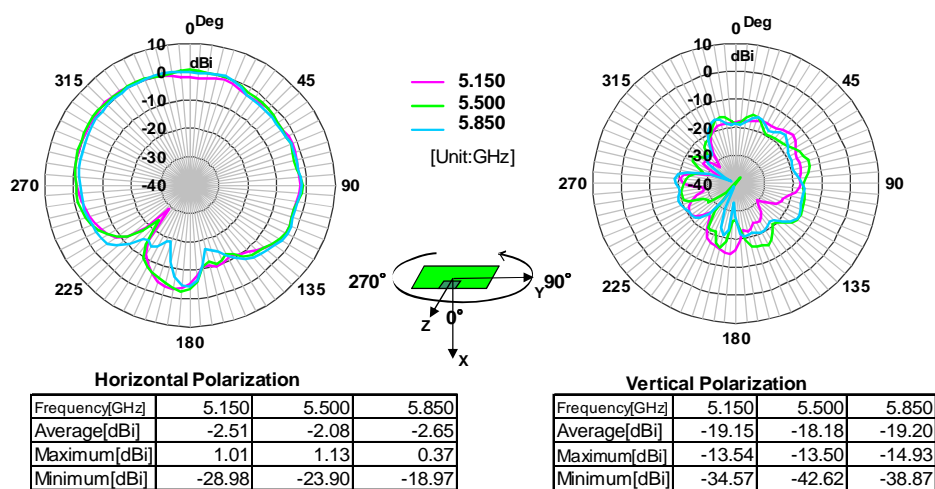 0 Deg
10
dBi
0
-10
-20
-30
-40
315
45
270
90
225
135
180
5.150
5.500
5.850
[Unit:GHz]
0 Deg
10
dBi
0
-10
-20
-30
-40
315
45
270
90
225
135
180
270°
Y 90°
Z
0°
X
Horizontal Polarization
Frequency[GHz] 5.150 5.500 5.850
Average[dBi] -2.51 -2.08 -2.65
Maximum[dBi] 1.01 1.13 0.37
Minimum[dBi] -28.98 -23.90 -18.97
Vertical Polarization
Frequency[GHz] 5.150 5.500 5.850
Average[dBi] -19.15 -18.18 -19.20
Maximum[dBi] -13.54 -13.50 -14.93
Minimum[dBi] -34.57 -42.62 -38.87